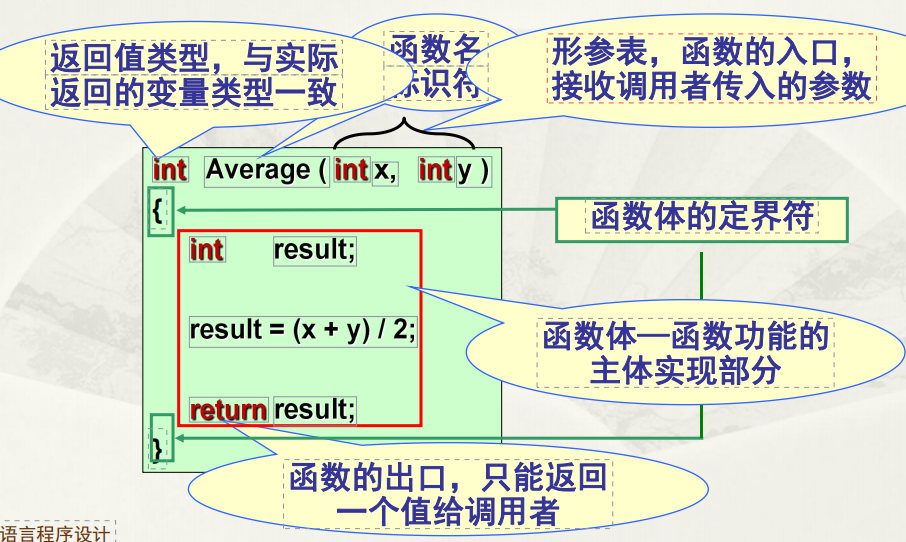 返回值类型，与实际
返回的变量类型一致
函数名
标识符
形参表，函数的入口，
接收调用者传入的参数
int Average ( int x, int y )
{
函数体的定界符
int result;
result = (x + y) / 2;
函数体—函数功能的
主体实现部分
return result;
}
函数的出口，只能返回
一个值给调用者
语言程序设计